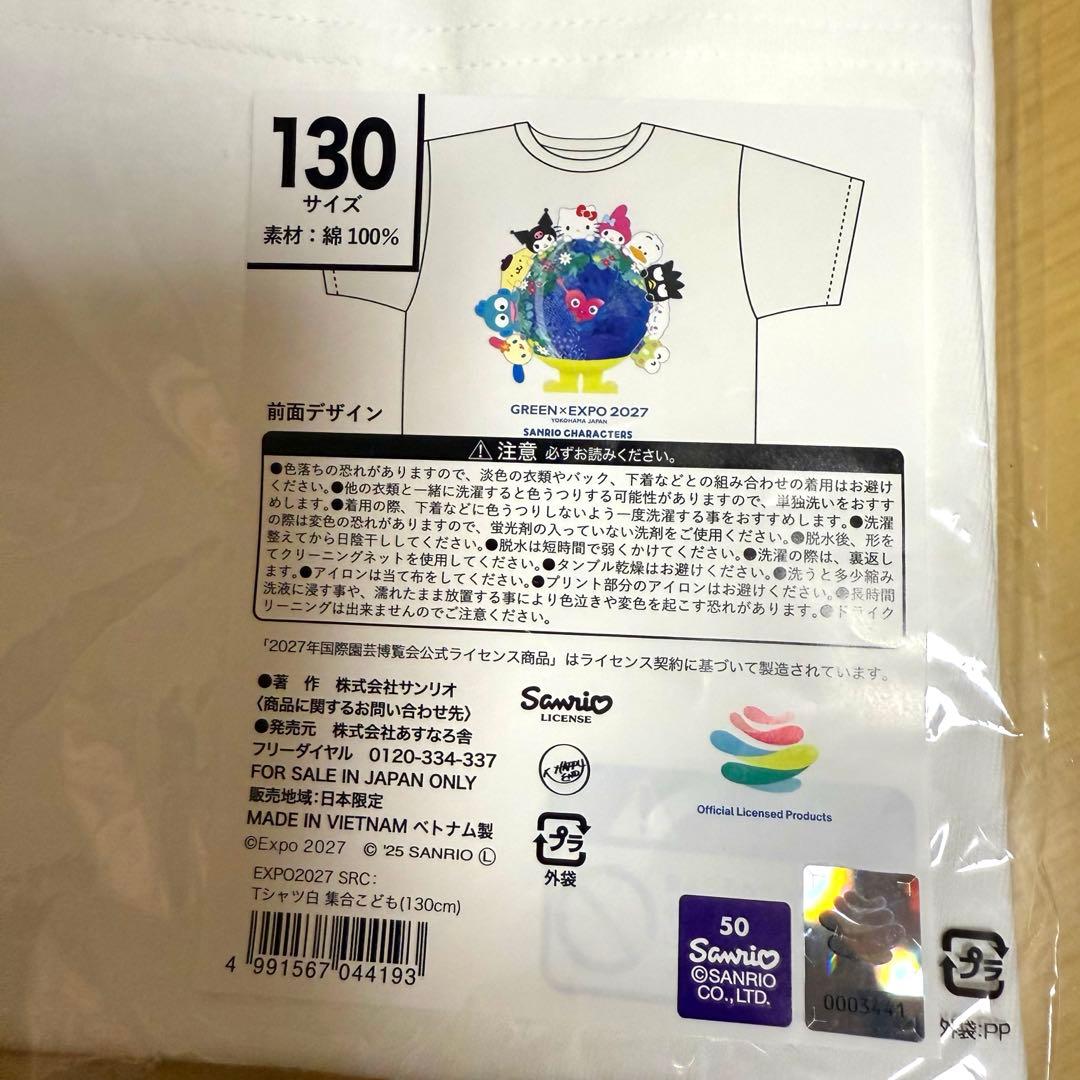 130
サイズ
素材：綿100%
前面デザイン
GREEN×EXPO 2027
YOKOHAMA JAPAN
SANRIO CHARACTERS
注意 必ずお読みください。
●色落ちの恐れがありますので、淡色の衣類やバック、下着などとの組み合わせの着用はお避け
ください。●他の衣類と一緒に洗濯すると色うつりする可能性がありますので、単独洗いをおすす
めします。●着用の際、下着などに色うつりしないよう一度洗濯する事をおすすめします。●洗濯
の際は変色の恐れがありますので、蛍光剤の入っていない洗剤をご使用ください。●脱水後、形を
整えてから日陰干ししてください。●脱水は短時間で弱くかけてください。●洗濯の際は、裏返し
てクリーニングネットを使用してください。●タンブル乾燥はお避けください。●洗うと多少縮み
ます。●アイロンは当て布をしてください。●プリント部分のアイロンはお避けください。●長時間
洗液に浸す事や、濡れたまま放置する事により色泣きや変色を起こす恐れがあります。●ドライク
リーニングは出来ませんのでご注意ください。
「2027年国際園芸博覧会公式ライセンス商品」はライセンス契約に基づいて製造されています。
●著　作　株式会社サンリオ
〈商品に関するお問い合わせ先〉
●発売元　株式会社あすなろ舎
フリーダイヤル　0120-334-337
FOR SALE IN JAPAN ONLY
販売地域：日本限定
MADE IN VIETNAM ベトナム製
©Expo 2027　© '25 SANRIO Ⓛ
EXPO2027 SRC：
Tシャツ白 集合こども(130cm)
4 991567 044193
Sanrio
LICENSE
HAPPY
END
プラ
外袋
Official Licensed Products
50
Sanrio
©SANRIO
CO., LTD.
0003441
プラ
外袋:PP